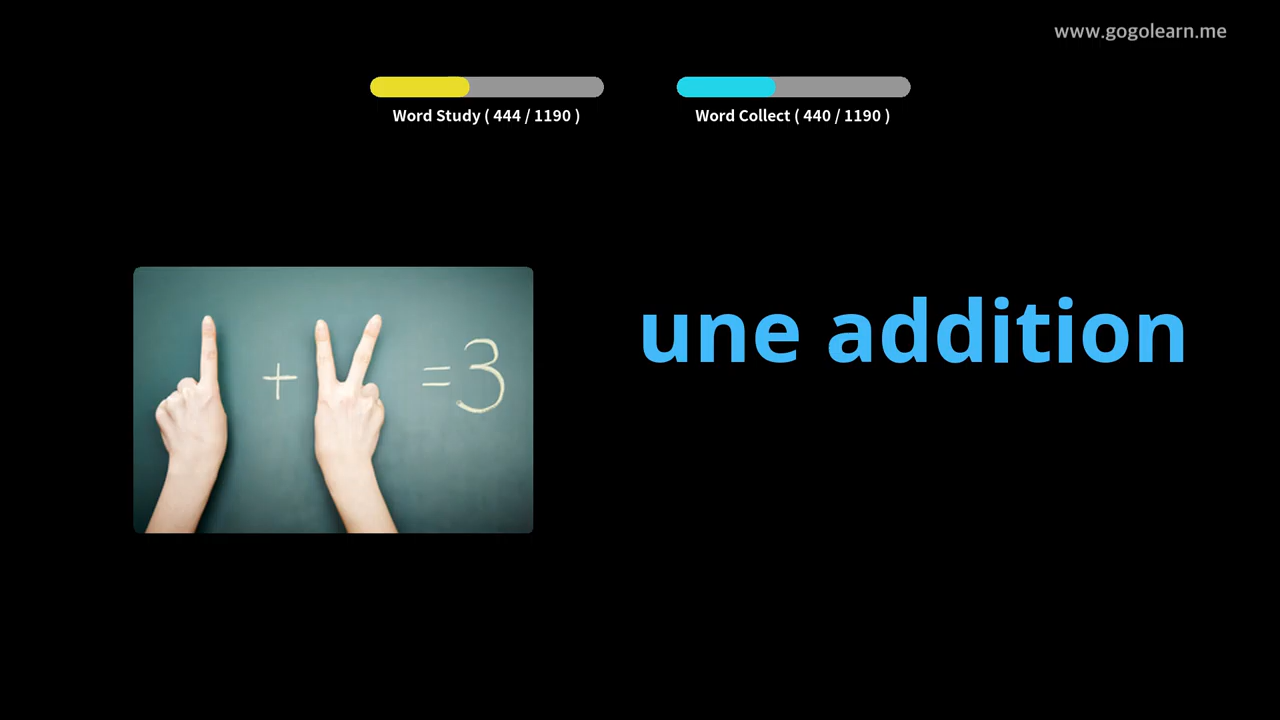 www.gogolearn.me
Word Study ( 444 / 1190 )
Word Collect ( 440 / 1190 )
+ =3
une addition